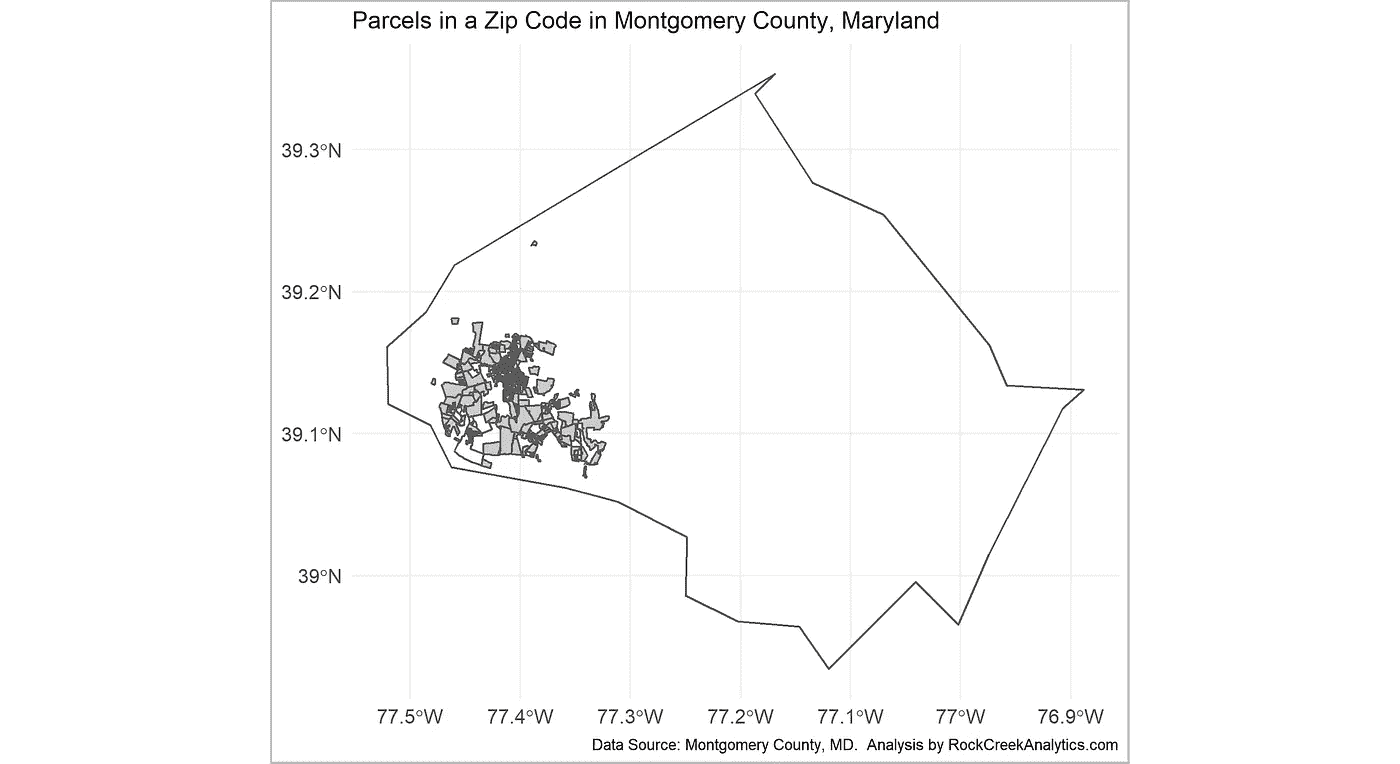 Parcels in a Zip Code in Montgomery County, Maryland
39.3°N
39.2°N
39.1°N
39°N
77.5°W 77.4°W 77.3°W 77.2°W 77.1°W 77°W 76.9°W
Data Source: Montgomery County, MD.  Analysis by RockCreekAnalytics.com